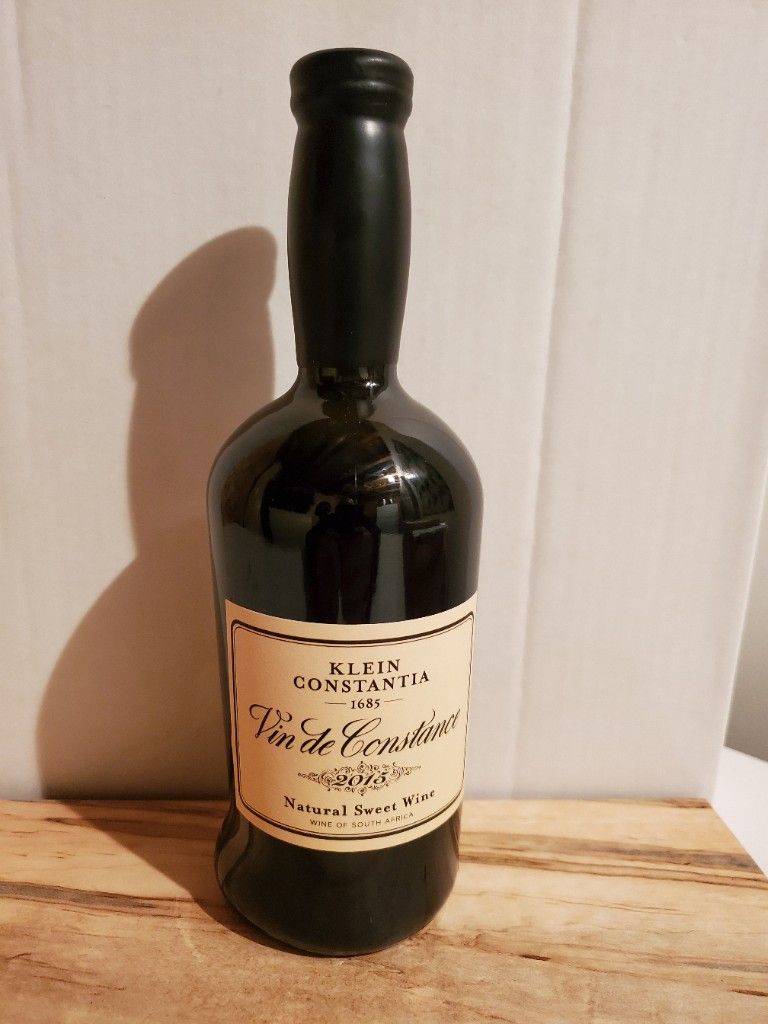 KLEIN
CONSTANTIA
1685
Vin de Constance
2015
Natural Sweet Wine
WINE OF SOUTH AFRICA